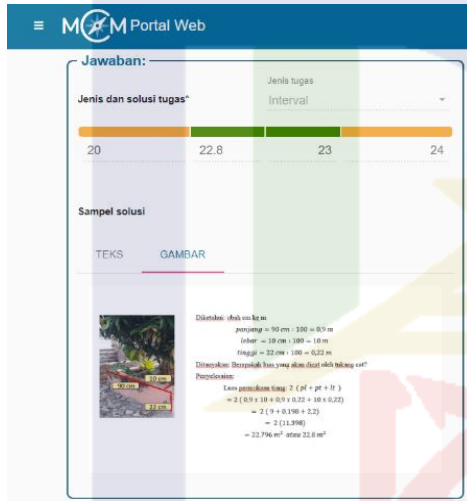 MCM Portal Web
Jawaban:
Jenis tugas
Jenis dan solusi tugas*
Interval
20 22.8 23 24
Sampel solusi
TEKS GAMBAR
Diketahui: ubah cm ke m
panjang = 90 cm : 100 = 0,9 m
lebar = 10 cm : 100 = 10 m
tinggi = 22 cm : 100 = 0,22 m
Ditanyakan: Berapakah luas yang akan dicat oleh tukang cat?
Penyelesaian:
Luas permukaan tiang: 2 ( pl + pt + lt )
= 2 ( 0,9 x 10 + 0,9 x 0,22 + 10 x 0,22)
= 2 ( 9 + 0,198 + 2,2)
= 2 (11,398)
= 22,796 m² atau 22,8 m²
10 cm
90 cm
22 cm